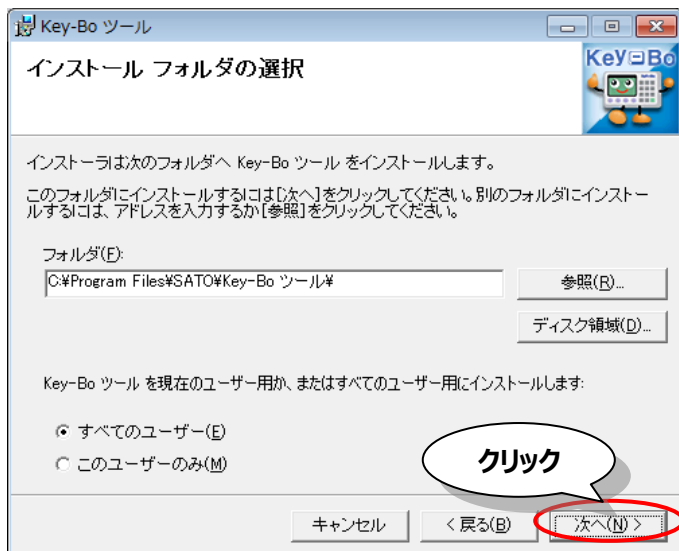 Key-Bo ツール
インストール フォルダの選択
Key-Bo
インストーラは次のフォルダへ Key-Bo ツール をインストールします。
このフォルダにインストールするには[次へ]をクリックしてください。別のフォルダにインストー
ルするには、アドレスを入力するか[参照]をクリックしてください。
フォルダ(F):
C:¥Program Files¥SATO¥Key-Bo ツール¥
参照(R)...
ディスク領域(D)...
Key-Bo ツール を現在のユーザー用か、またはすべてのユーザー用にインストールします:
すべてのユーザー(E)
このユーザーのみ(M)
クリック
キャンセル
< 戻る(B)
次へ(N) >